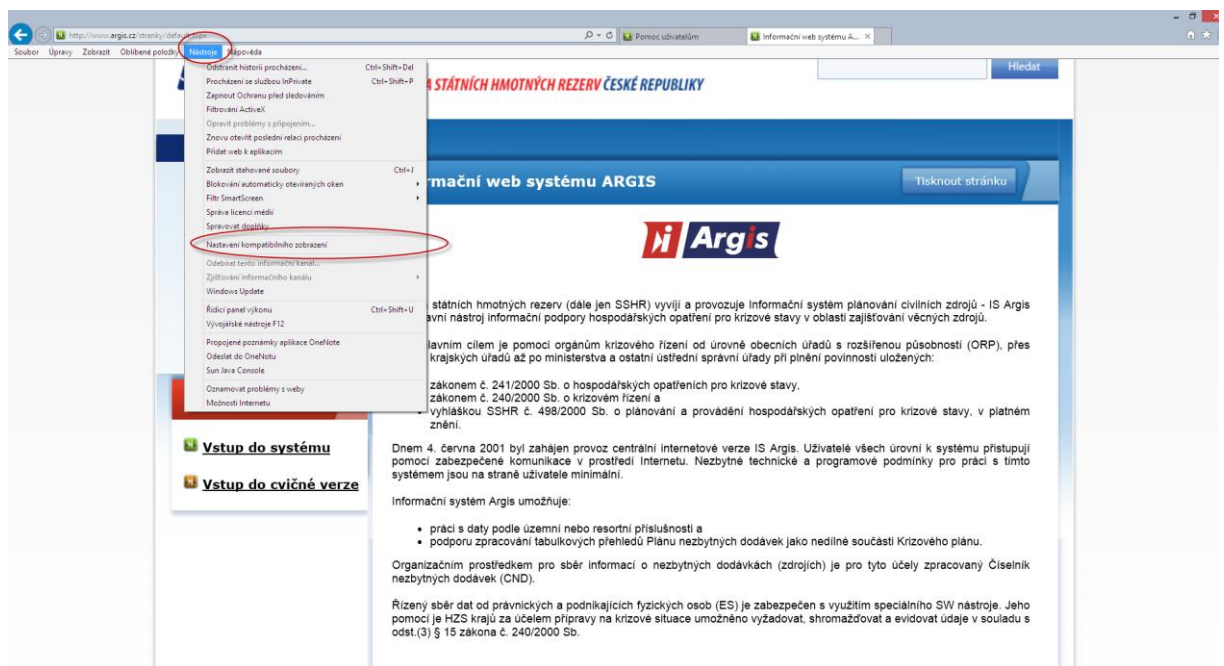 http://www.argis.cz/stranky/default.aspx
Pomoc uživatelům
Informační web systému A...
Soubor Úpravy Zobrazit Oblíbené položky Nástroje Nápověda
Odstranit historii procházení... Ctrl+Shift+Del
Procházení se službou InPrivate Ctrl+Shift+P
Zapnout Ochranu před sledováním
Filtrování ActiveX
Opravit problémy s připojením...
Znovu otevřít poslední relaci procházení
Přidat web k aplikacím
Zobrazit stahované soubory Ctrl+J
Blokování automaticky otevíraných oken
Filtr SmartScreen
Správa licencí médií
Spravovat doplňky
Nastavení kompatibilního zobrazení
Odebírat tento informační kanál...
Zjišťování informačního kanálu
Windows Update
Řídicí panel výkonu Ctrl+Shift+U
Vývojářské nástroje F12
Propojené poznámky aplikace OneNote
Odeslat do OneNotu
Sun Java Console
Oznamovat problémy s weby
Možnosti Internetu
Hledat
A STÁTNÍCH HMOTNÝCH REZERV ČESKÉ REPUBLIKY
rmační web systému ARGIS
Tisknout stránku
Argis
státních hmotných rezerv (dále jen SSHR) vyvíjí a provozuje Informační systém plánování civilních zdrojů - IS Argis
avní nástroj informační podpory hospodářských opatření pro krizové stavy v oblasti zajišťování věcných zdrojů.
lavním cílem je pomoci orgánům krizového řízení od úrovně obecních úřadů s rozšířenou působností (ORP), přes
krajských úřadů až po ministerstva a ostatní ústřední správní úřady při plnění povinností uložených:
zákonem č. 241/2000 Sb. o hospodářských opatřeních pro krizové stavy,
zákonem č. 240/2000 Sb. o krizovém řízení a
vyhláškou SSHR č. 498/2000 Sb. o plánování a provádění hospodářských opatření pro krizové stavy, v platném
znění.
Vstup do systému
Vstup do cvičné verze
Dnem 4. června 2001 byl zahájen provoz centrální internetové verze IS Argis. Uživatelé všech úrovní k systému přistupují
pomocí zabezpečené komunikace v prostředí Internetu. Nezbytné technické a programové podmínky pro práci s tímto
systémem jsou na straně uživatele minimální.
Informační systém Argis umožňuje:
• práci s daty podle územní nebo resortní příslušnosti a
• podporu zpracování tabulkových přehledů Plánu nezbytných dodávek jako nedílné součásti Krizového plánu.
Organizačním prostředkem pro sběr informací o nezbytných dodávkách (zdrojích) je pro tyto účely zpracovaný Číselník
nezbytných dodávek (CND).
Řízený sběr dat od právnických a podnikajících fyzických osob (ES) je zabezpečen s využitím speciálního SW nástroje. Jeho
pomocí je HZS krajů za účelem přípravy na krizové situace umožněno vyžadovat, shromažďovat a evidovat údaje v souladu s
odst.(3) § 15 zákona č. 240/2000 Sb.